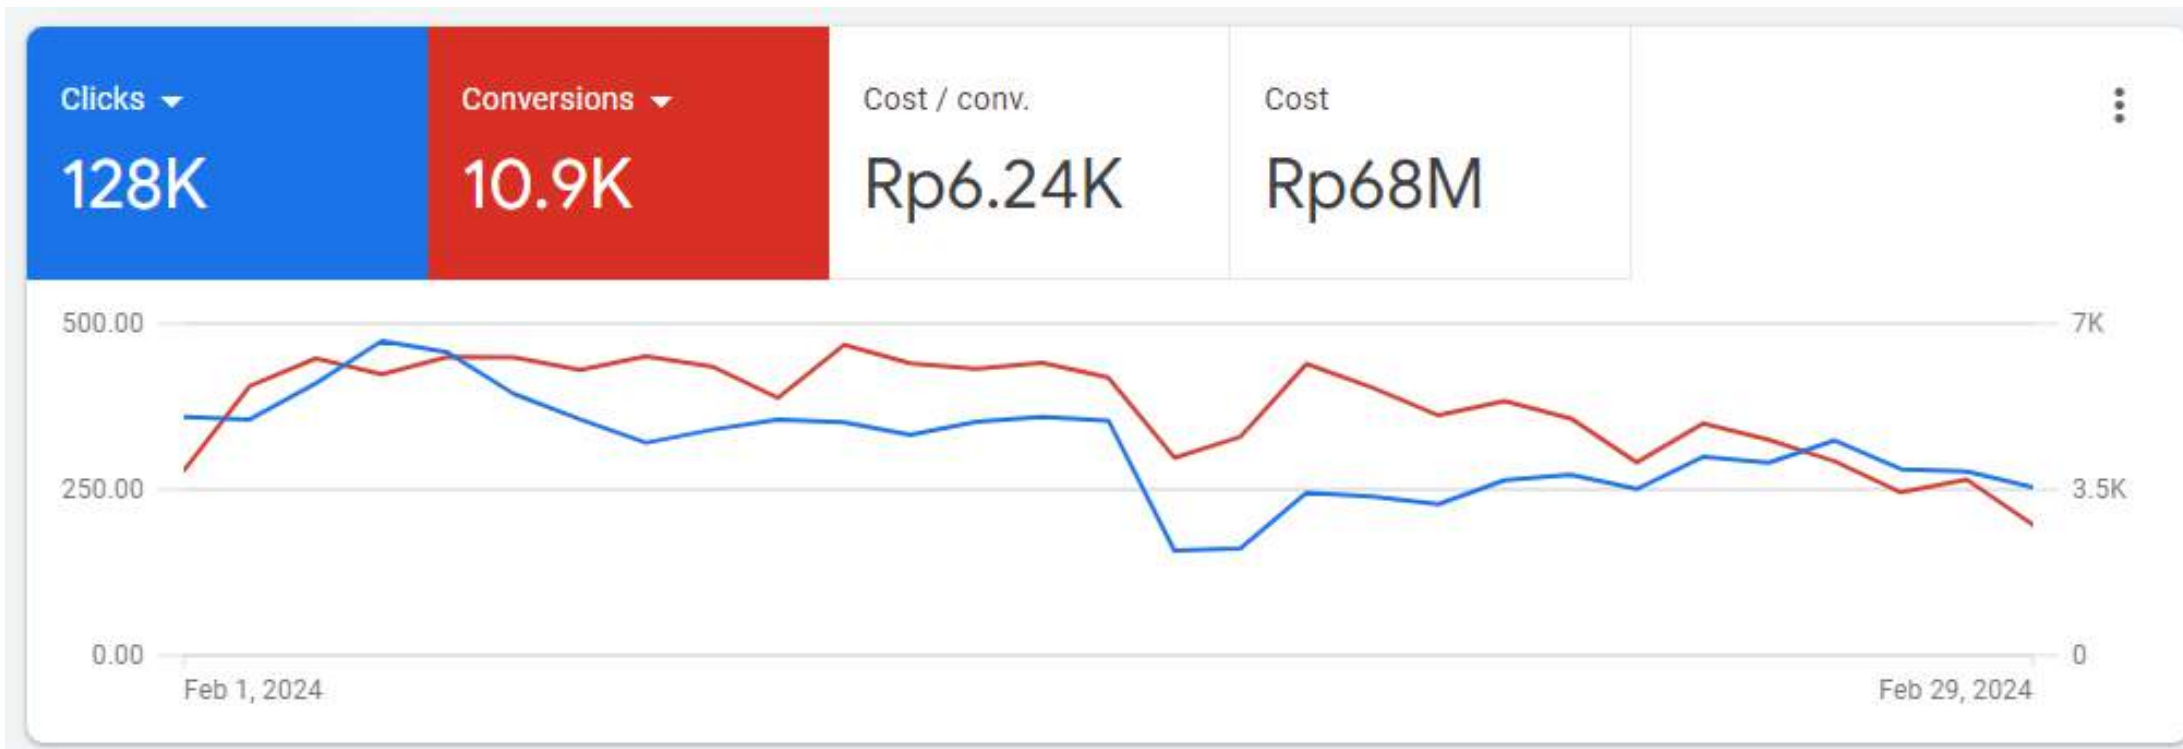 Clicks
128K
Conversions
10.9K
Cost / conv.
Rp6.24K
Cost
Rp68M
500.00
7K
250.00
3.5K
0.00
0
Feb 1, 2024
Feb 29, 2024